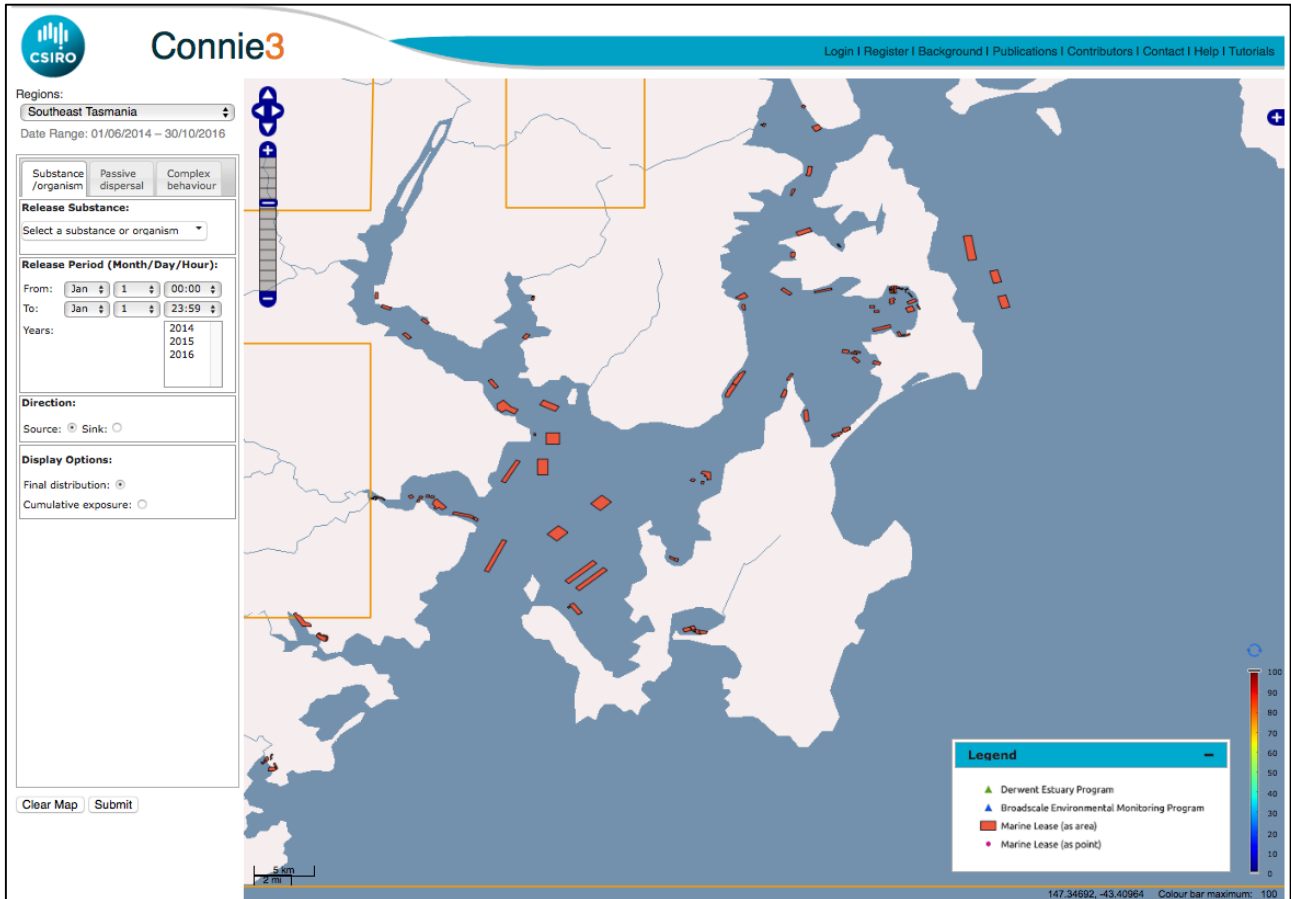 CSIRO
Connie3
Login I Register I Background I Publications I Contributors I Contact I Help I Tutorials
Regions:
Southeast Tasmania
Date Range: 01/06/2014 – 30/10/2016
Substance
/organism
Passive
dispersal
Complex
behaviour
Release Substance:
Select a substance or organism
Release Period (Month/Day/Hour):
From: Jan 1 00:00
To: Jan 1 23:59
Years:
2014
2015
2016
Direction:
Source: Sink:
Display Options:
Final distribution:
Cumulative exposure:
Clear Map Submit
5 km
2 mi
Legend
Derwent Estuary Program
Broadscale Environmental Monitoring Program
Marine Lease (as area)
Marine Lease (as point)
100
90
80
70
60
50
40
30
20
10
0
147.34692, -43.40964 Colour bar maximum: 100